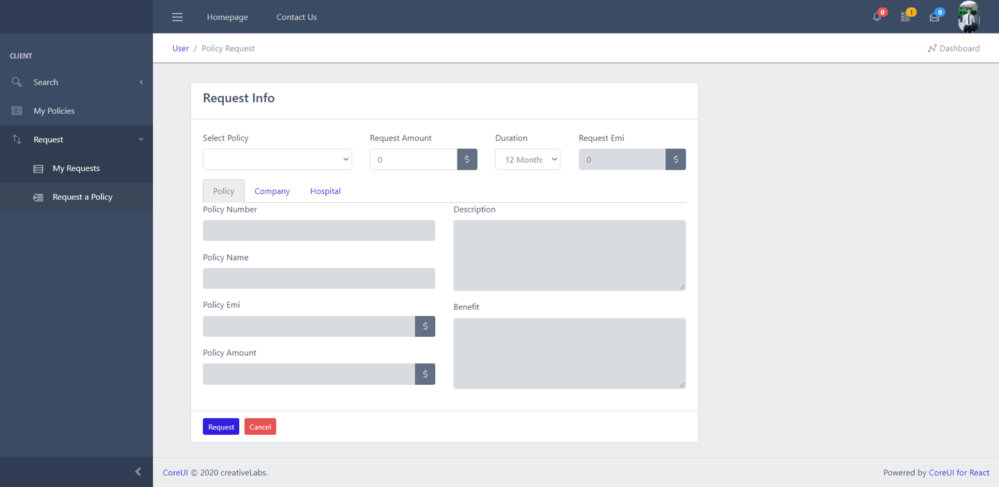 Homepage Contact Us 0 1 0
User / Policy Request Dashboard
CLIENT
Search
My Policies
Request
My Requests
Request a Policy
Request Info
Select Policy Request Amount Duration Request Emi
0 $ 12 Months 0 $
Policy Company Hospital
Policy Number Description
Policy Name
Policy Emi Benefit
$
Policy Amount
$
Request Cancel
CoreUI © 2020 creativeLabs. Powered by CoreUI for React